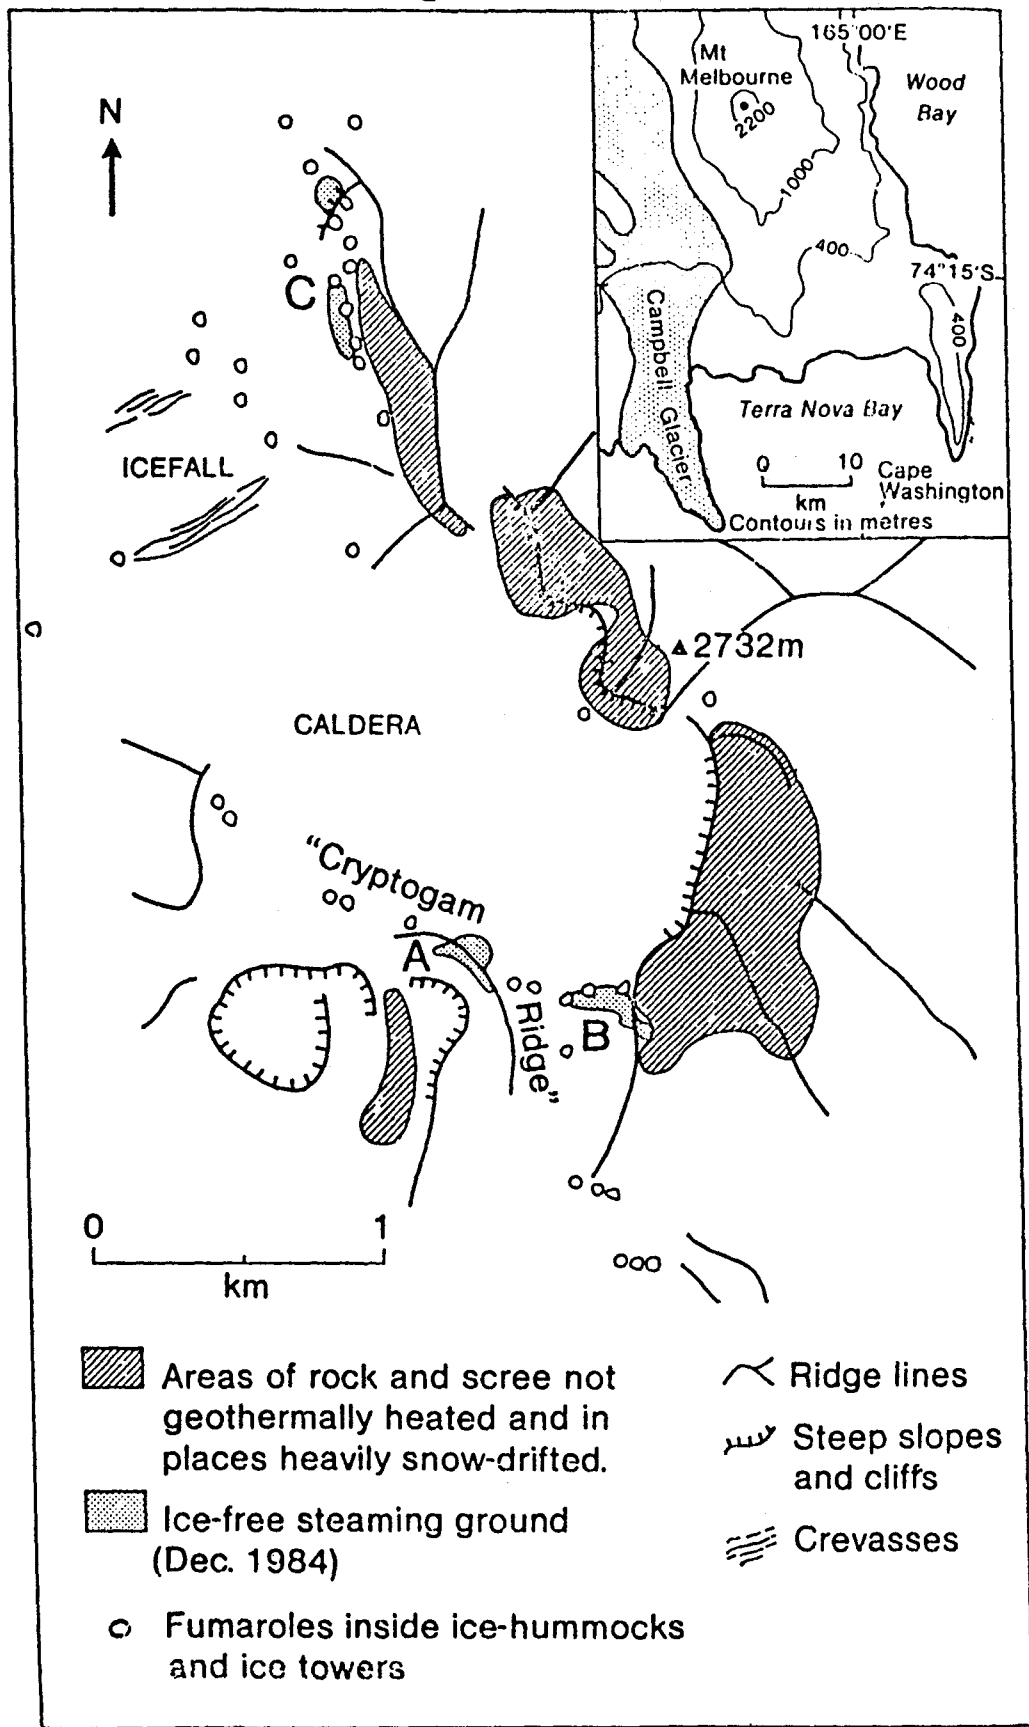 N
165°00'E
Mt
Melbourne
2200
Wood
Bay
1000
400
74°15'S
400
Campbell Glacier
Terra Nova Bay
0 10
km
Cape
Washington
Contours in metres
C
ICEFALL
2732m
CALDERA
"Cryptogam
Ridge"
A
B
0 1
km
Areas of rock and scree not
geothermally heated and in
places heavily snow-drifted.
Ice-free steaming ground
(Dec. 1984)
Fumaroles inside ice-hummocks
and ice towers
Ridge lines
Steep slopes
and cliffs
Crevasses